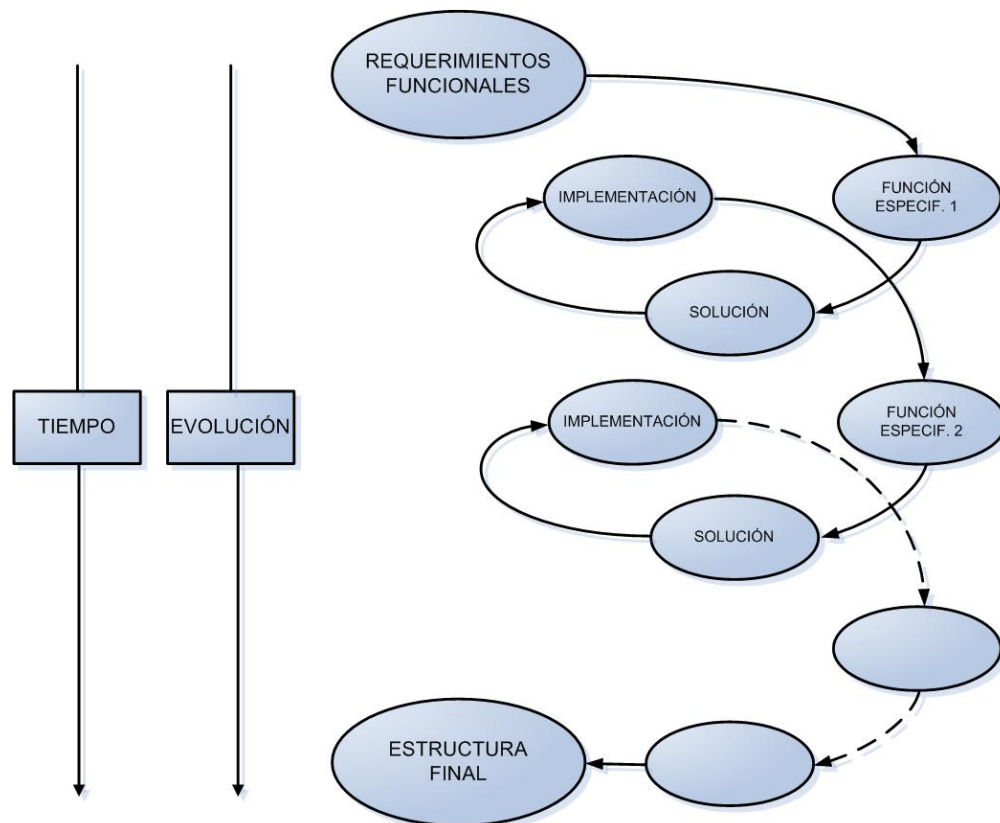 REQUERIMIENTOS
FUNCIONALES
IMPLEMENTACIÓN
FUNCIÓN
ESPECIF. 1
SOLUCIÓN
TIEMPO
EVOLUCIÓN
IMPLEMENTACIÓN
FUNCIÓN
ESPECIF. 2
SOLUCIÓN
ESTRUCTURA
FINAL